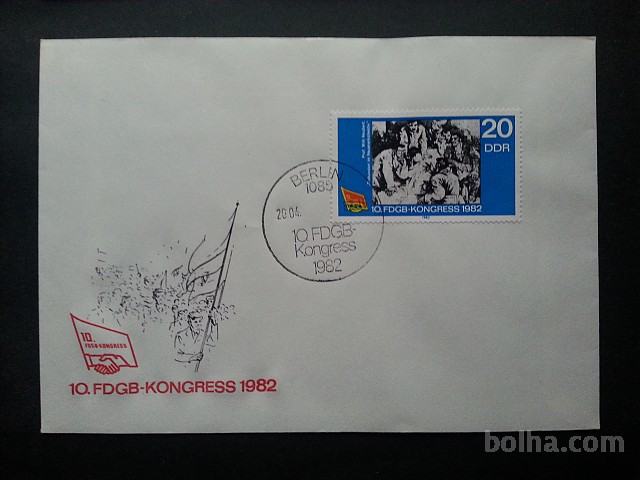 20
DDR
10. FDGB-KONGRESS 1982
BERLIN
1085
20.04.
10. FDGB-
Kongress
1982
10.
FDGB-KONGRESS
10. FDGB-KONGRESS 1982
bolha.com